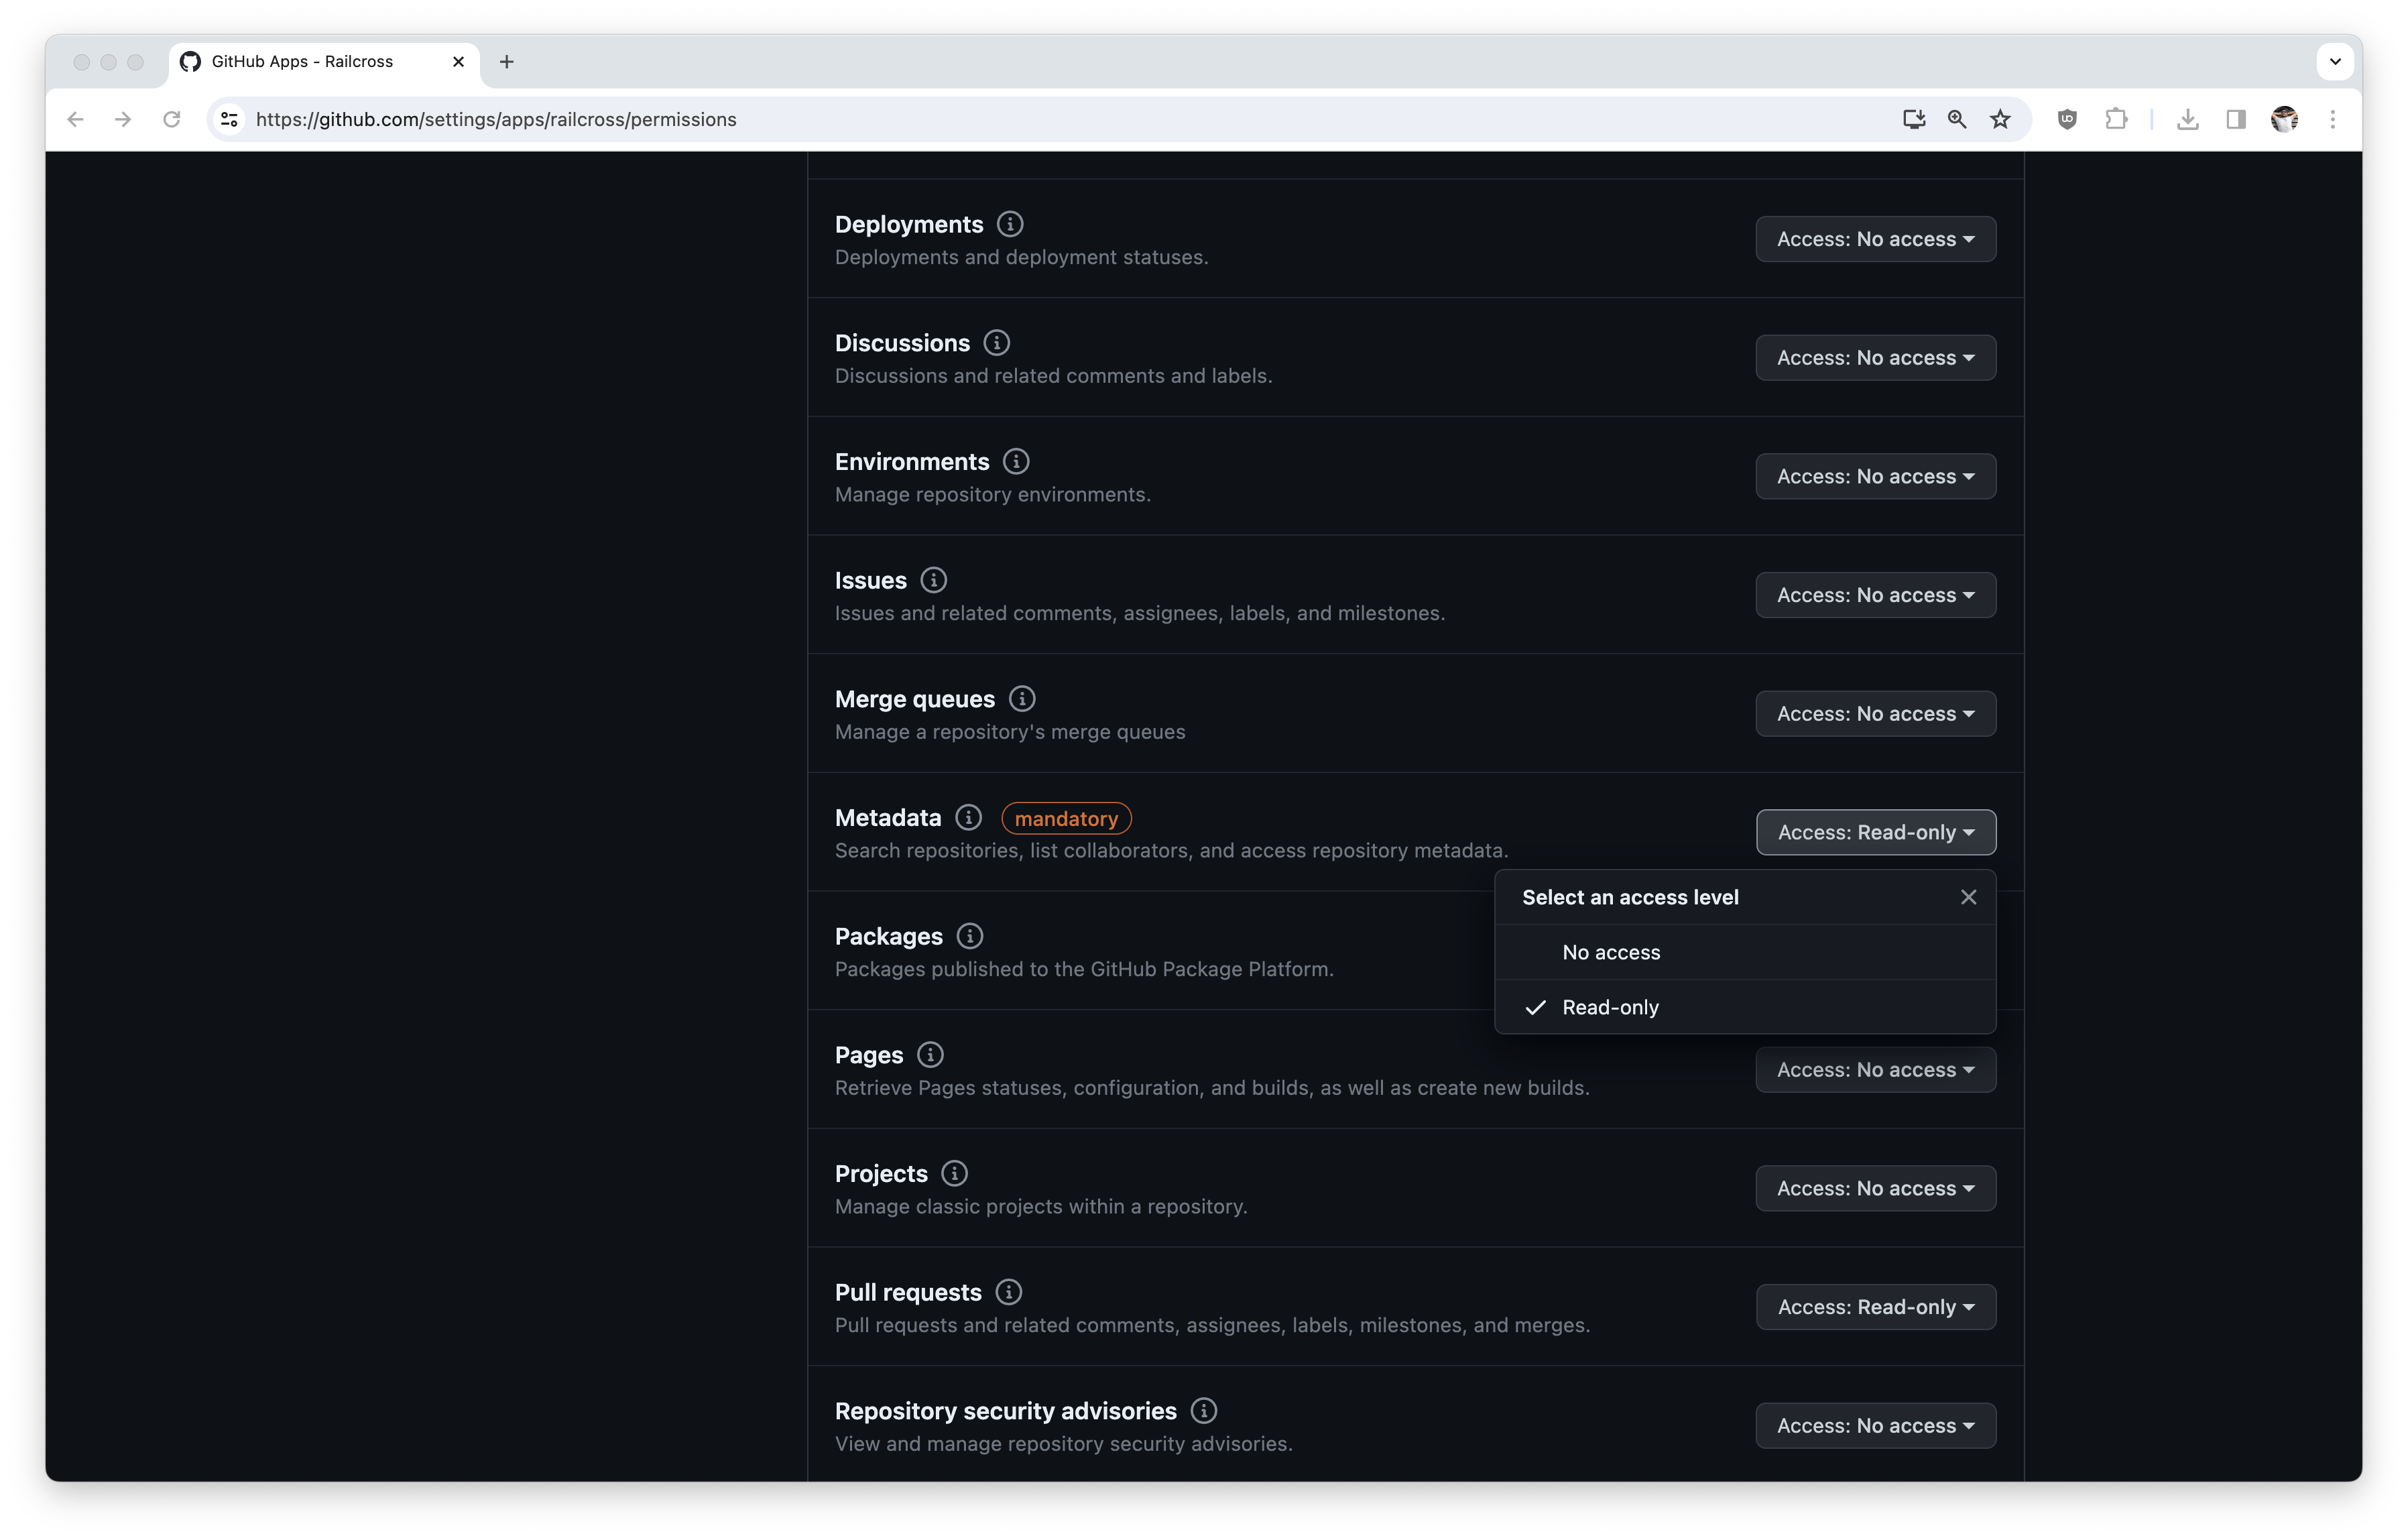 GitHub Apps - Railcross
https://github.com/settings/apps/railcross/permissions
Deployments
Access: No access
Deployments and deployment statuses.
Discussions
Access: No access
Discussions and related comments and labels.
Environments
Access: No access
Manage repository environments.
Issues
Access: No access
Issues and related comments, assignees, labels, and milestones.
Merge queues
Access: No access
Manage a repository's merge queues
Metadata mandatory
Access: Read-only
Search repositories, list collaborators, and access repository metadata.
Select an access level
No access
Read-only
Packages
Packages published to the GitHub Package Platform.
Pages
Access: No access
Retrieve Pages statuses, configuration, and builds, as well as create new builds.
Projects
Access: No access
Manage classic projects within a repository.
Pull requests
Access: Read-only
Pull requests and related comments, assignees, labels, milestones, and merges.
Repository security advisories
Access: No access
View and manage repository security advisories.